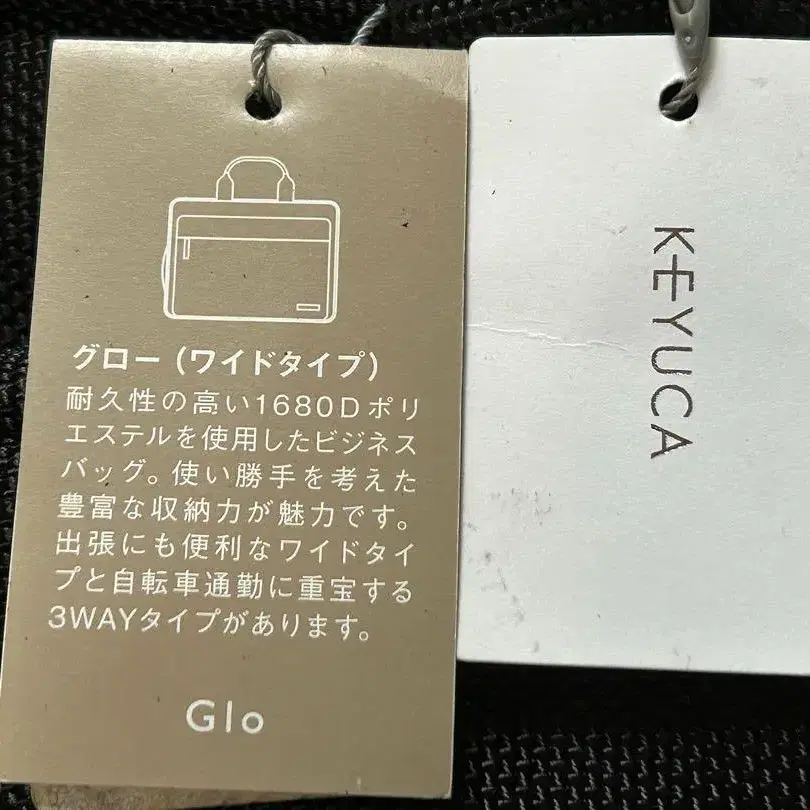 グロー(ワイドタイプ)
耐久性の高い1680Dポリ
エステルを使用したビジネス
バッグ。使い勝手を考えた
豊富な収納力が魅力です。
出張にも便利なワイドタイ
プと自転車通勤に重宝する
3WAYタイプがあります。
Glo
KEYUCA